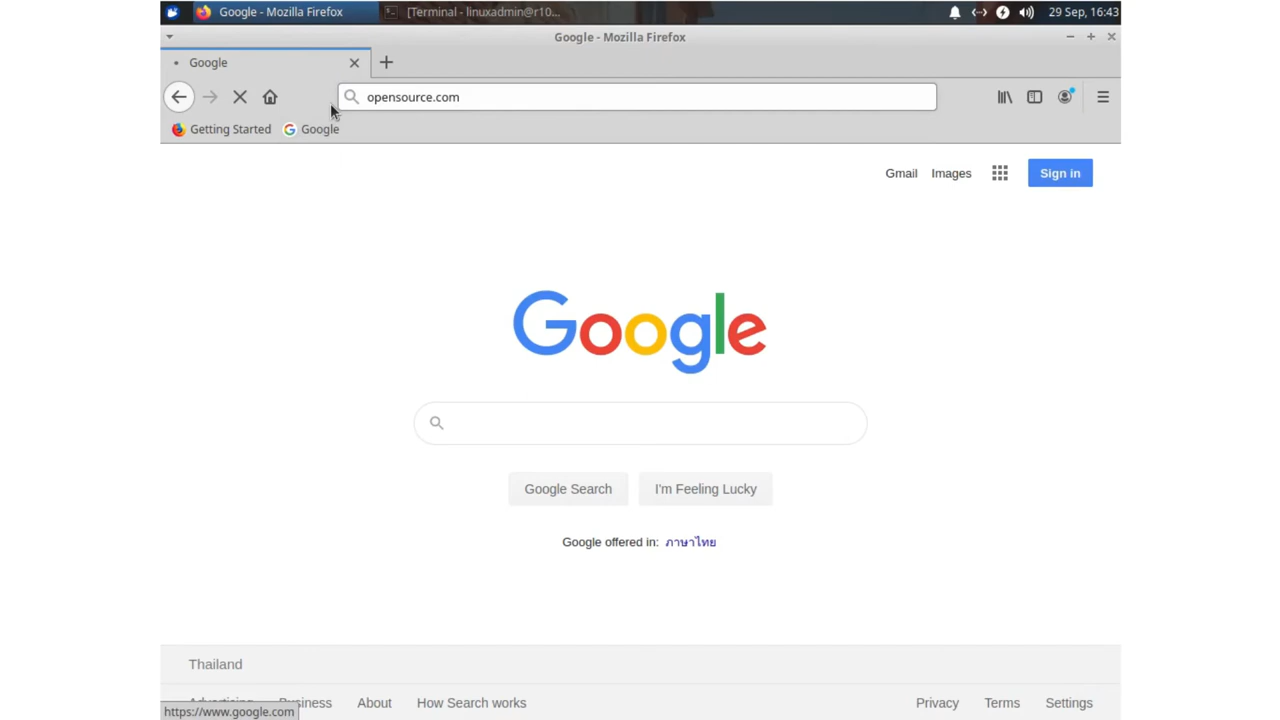 Google - Mozilla Firefox
[Terminal - linuxadmin@r10...
29 Sep, 16:43
Google - Mozilla Firefox
Google
opensource.com
Getting Started
Google
Gmail
Images
Sign in
Google
Google Search
I'm Feeling Lucky
Google offered in: ภาษาไทย
Thailand
Advertising
Business
About
How Search works
Privacy
Terms
Settings
https://www.google.com